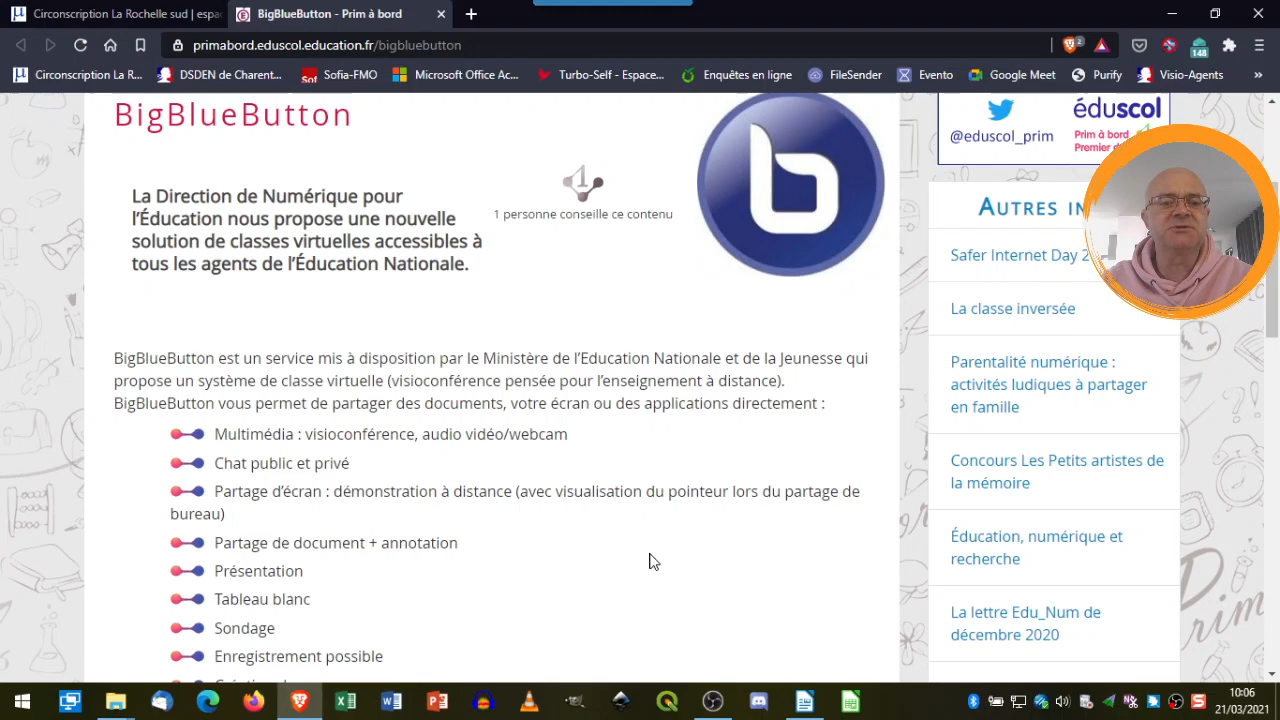 Circonscription La Rochelle sud | espa
BigBlueButton - Prim à bord
primabord.eduscol.education.fr/bigbluebutton
2
148
Circonscription La R...
DSDEN de Charent...
Sofia-FMO
Microsoft Office Ac...
Turbo-Self - Espace...
Enquêtes en ligne
FileSender
Evento
Google Meet
Purify
Visio-Agents
»
BigBlueButton
La Direction de Numérique pour
l’Éducation nous propose une nouvelle
solution de classes virtuelles accessibles à
tous les agents de l’Éducation Nationale.
1 personne conseille ce contenu
b
BigBlueButton est un service mis à disposition par le Ministère de l’Education Nationale et de la Jeunesse qui
propose un système de classe virtuelle (visioconférence pensée pour l’enseignement à distance).
BigBlueButton vous permet de partager des documents, votre écran ou des applications directement :
Multimédia : visioconférence, audio vidéo/webcam
Chat public et privé
Partage d’écran : démonstration à distance (avec visualisation du pointeur lors du partage de
bureau)
Partage de document + annotation
Présentation
Tableau blanc
Sondage
Enregistrement possible
@eduscol_prim
éduscol
Prim à bord
Premier d
AUTRES IN
Safer Internet Day 2
La classe inversée
Parentalité numérique :
activités ludiques à partager
en famille
Concours Les Petits artistes de
la mémoire
Éducation, numérique et
recherche
La lettre Edu_Num de
décembre 2020
10:06
21/03/2021